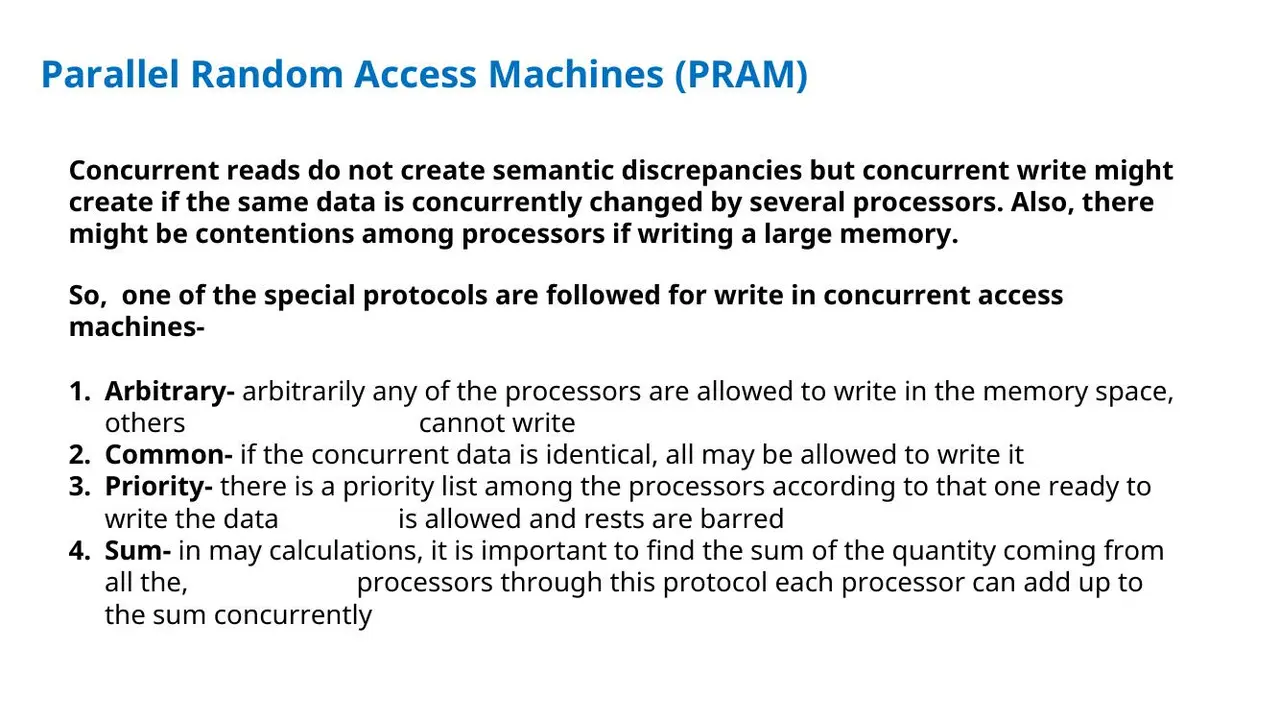 Parallel Random Access Machines (PRAM)
Concurrent reads do not create semantic discrepancies but concurrent write might
create if the same data is concurrently changed by several processors. Also, there
might be contentions among processors if writing a large memory.
So,  one of the special protocols are followed for write in concurrent access
machines-
1. Arbitrary- arbitrarily any of the processors are allowed to write in the memory space,
others cannot write
2. Common- if the concurrent data is identical, all may be allowed to write it
3. Priority- there is a priority list among the processors according to that one ready to
write the data is allowed and rests are barred
4. Sum- in may calculations, it is important to find the sum of the quantity coming from
all the, processors through this protocol each processor can add up to
the sum concurrently